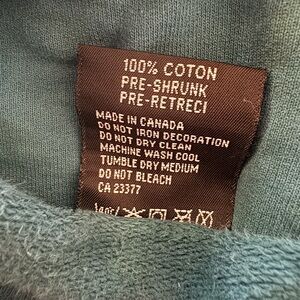 100% COTON
PRE-SHRUNK
PRE-RETRECI
MADE IN CANADA
DO NOT IRON DECORATION
DO NOT DRY CLEAN
MACHINE WASH COOL
TUMBLE DRY MEDIUM
DO NOT BLEACH
CA 23377